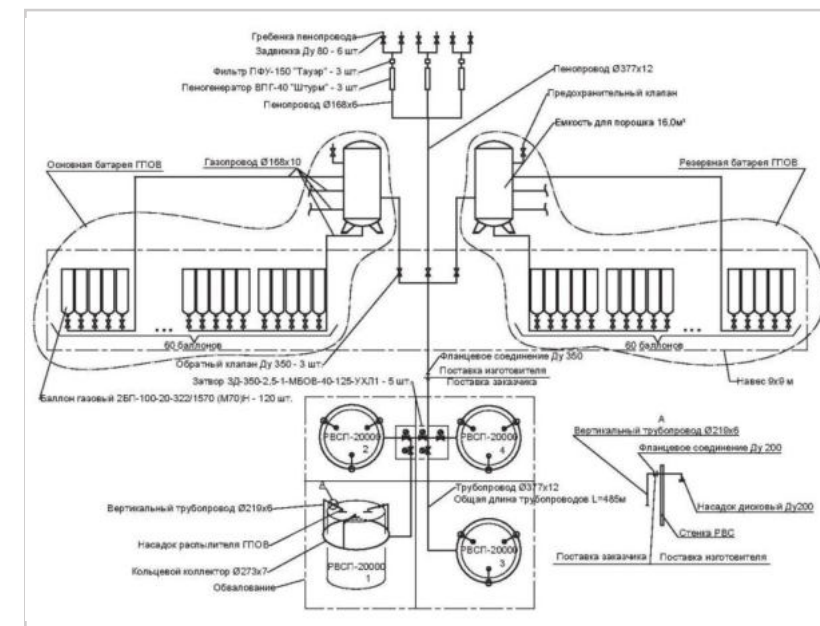 Гребенка пенопровода
Задвижка Ду 80 - 6 шт.
Фильтр ПФУ-150 "Тауэр" - 3 шт.
Пеногенератор ВПГ-40 "Штурм" - 3 шт.
Пенопровод Ø168х6
Пенопровод Ø377х12
Предохранительный клапан
Емкость для порошка 16,0м³
Основная батарея ГПОВ
Газопровод Ø168х10
Резервная батарея ГПОВ
60 баллонов
60 баллонов
Обратный клапан Ду 350 - 3 шт.
Фланцевое соединение Ду 350
Поставка изготовителя
Поставка заказчика
Затвор ЗД-350-2,5-1-МБОВ-40-125-УХЛ1 - 5 шт.
Навес 9х9 м
Баллон газовый 2БП-100-20-322/1570 (М70)Н - 120 шт.
РВСП-20000
2
РВСП-20000
4
А
Вертикальный трубопровод Ø219х6
Фланцевое соединение Ду 200
А
Трубопровод Ø377х12
Общая длина трубопроводов L=485м
Вертикальный трубопровод Ø219х6
Насадок дисковый Ду200
Насадок распылителя ГПОВ
Стенка РВС
РВСП-20000
3
Поставка заказчика
Поставка изготовителя
Кольцевой коллектор Ø273х7
РВСП-20000
1
Обвалование